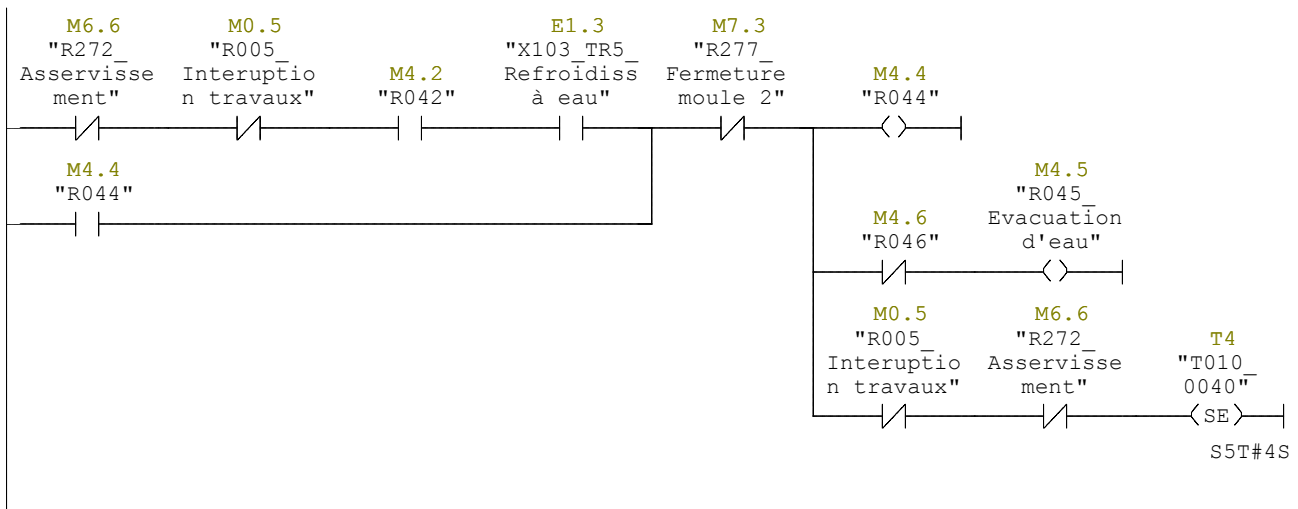 M6.6
"R272_
Asservisse
ment"
M0.5
"R005_
Interuptio
n travaux"
M4.2
"R042"
E1.3
"X103_TR5_
Refroidiss
à eau"
M7.3
"R277_
Fermeture
moule 2"
M4.4
"R044"
M4.4
"R044"
M4.6
"R046"
M4.5
"R045_
Evacuation
d'eau"
M0.5
"R005_
Interuptio
n travaux"
M6.6
"R272_
Asservisse
ment"
T4
"T010_
0040"
SE
S5T#4S